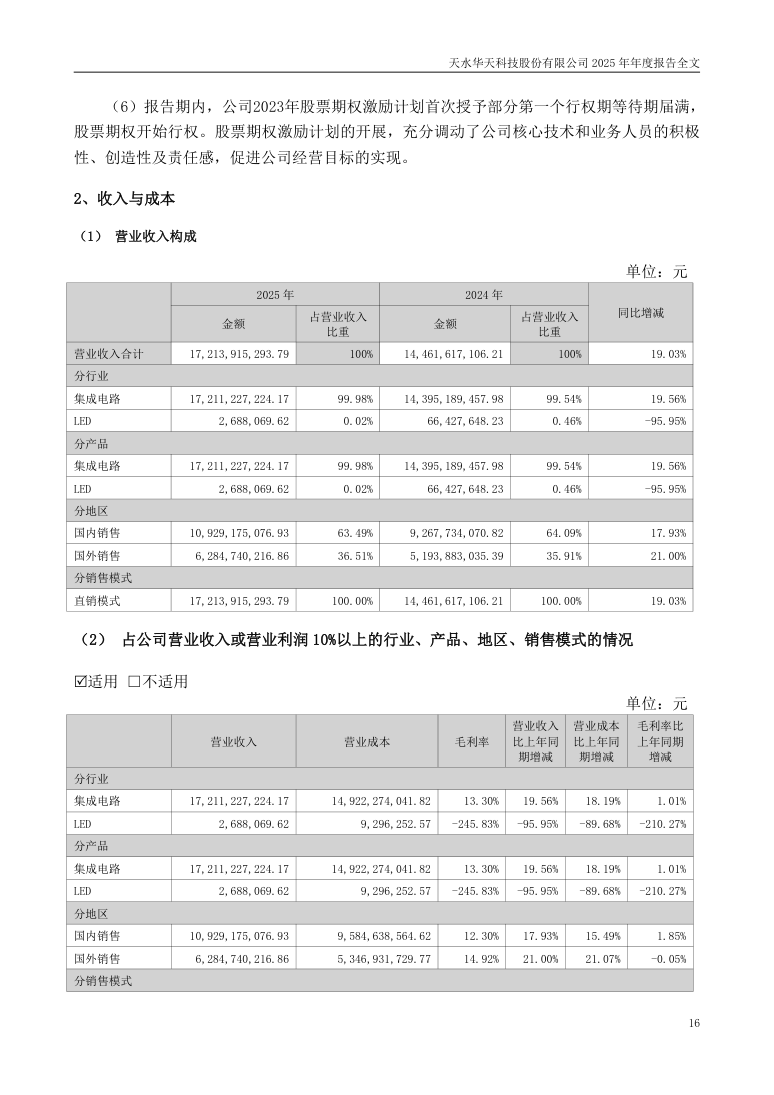 天水华天科技股份有限公司 2025 年年度报告全文
（6）报告期内，公司2023年股票期权激励计划首次授予部分第一个行权期等待期届满，
股票期权开始行权。股票期权激励计划的开展，充分调动了公司核心技术和业务人员的积极
性、创造性及责任感，促进公司经营目标的实现。
2、收入与成本
（1） 营业收入构成
单位：元
2025 年 2024 年 同比增减
金额 占营业收入比重 金额 占营业收入比重
营业收入合计 17,213,915,293.79 100% 14,461,617,106.21 100% 19.03%
分行业
集成电路 17,211,227,224.17 99.98% 14,395,189,457.98 99.54% 19.56%
LED 2,688,069.62 0.02% 66,427,648.23 0.46% -95.95%
分产品
集成电路 17,211,227,224.17 99.98% 14,395,189,457.98 99.54% 19.56%
LED 2,688,069.62 0.02% 66,427,648.23 0.46% -95.95%
分地区
国内销售 10,929,175,076.93 63.49% 9,267,734,070.82 64.09% 17.93%
国外销售 6,284,740,216.86 36.51% 5,193,883,035.39 35.91% 21.00%
分销售模式
直销模式 17,213,915,293.79 100.00% 14,461,617,106.21 100.00% 19.03%
（2） 占公司营业收入或营业利润 10%以上的行业、产品、地区、销售模式的情况
☑适用 □不适用
单位：元
营业收入 营业成本 毛利率 营业收入比上年同期增减 营业成本比上年同期增减 毛利率比上年同期增减
分行业
集成电路 17,211,227,224.17 14,922,274,041.82 13.30% 19.56% 18.19% 1.01%
LED 2,688,069.62 9,296,252.57 -245.83% -95.95% -89.68% -210.27%
分产品
集成电路 17,211,227,224.17 14,922,274,041.82 13.30% 19.56% 18.19% 1.01%
LED 2,688,069.62 9,296,252.57 -245.83% -95.95% -89.68% -210.27%
分地区
国内销售 10,929,175,076.93 9,584,638,564.62 12.30% 17.93% 15.49% 1.85%
国外销售 6,284,740,216.86 5,346,931,729.77 14.92% 21.00% 21.07% -0.05%
分销售模式
16